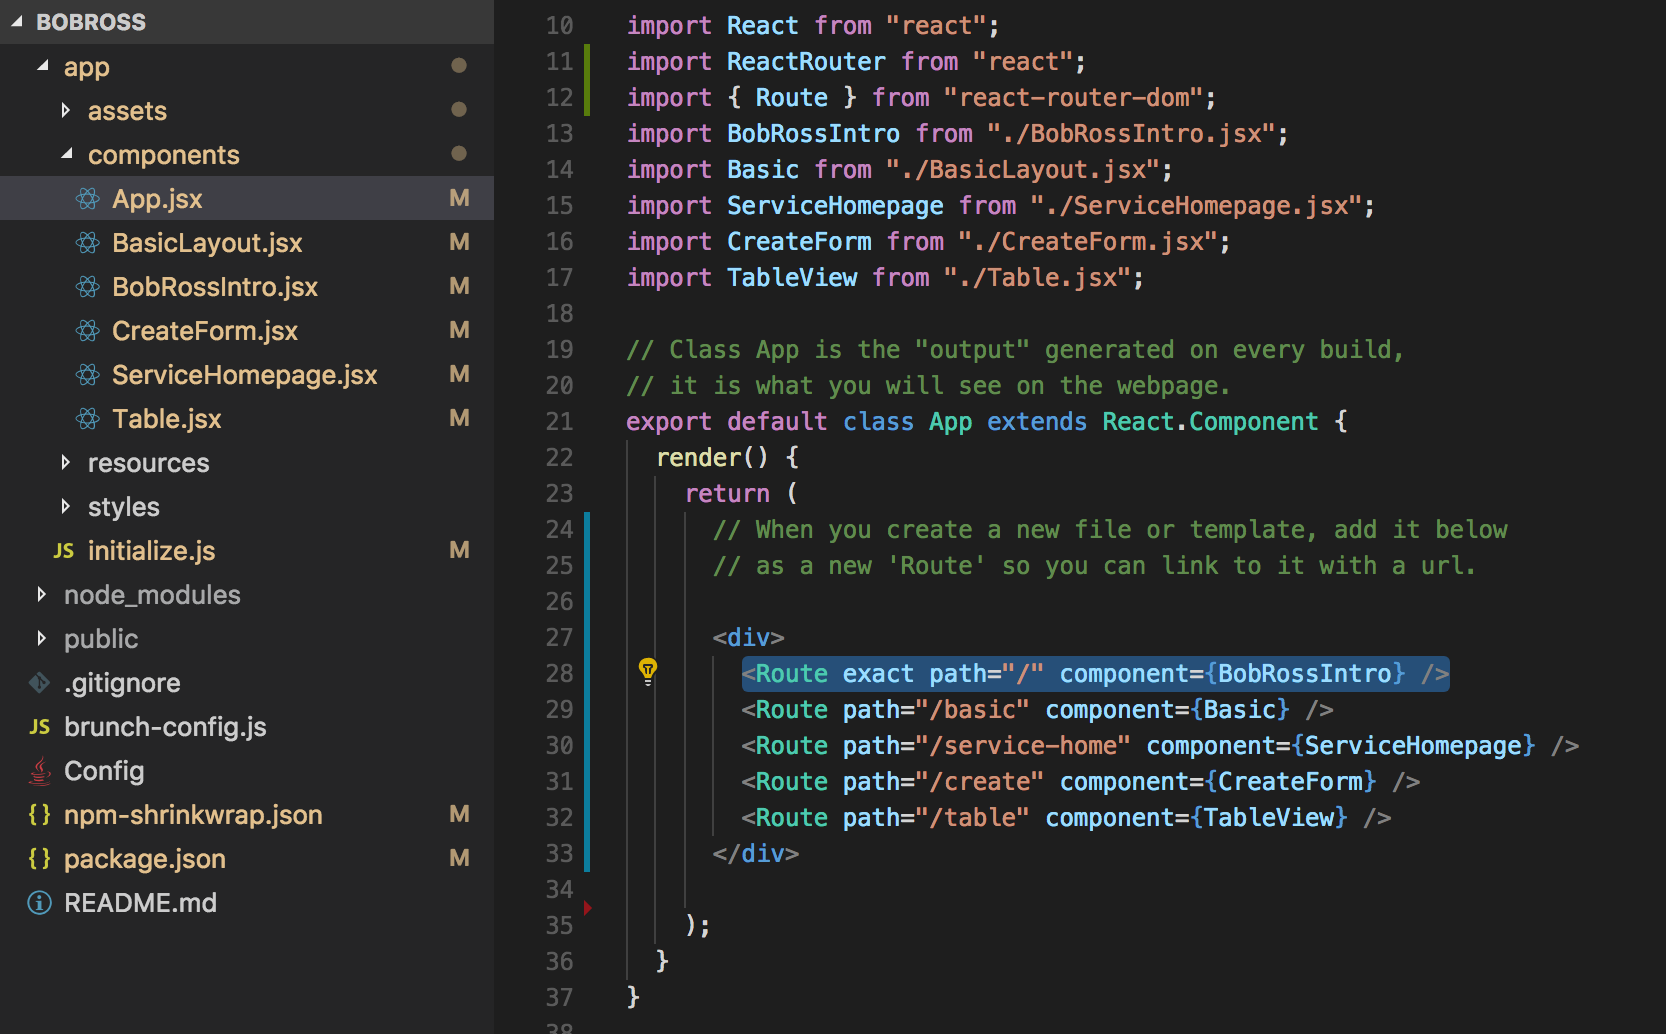 BOBROSS
app
assets
components
App.jsx M
BasicLayout.jsx M
BobRossIntro.jsx M
CreateForm.jsx M
ServiceHomepage.jsx M
Table.jsx M
resources
styles
JS initialize.js M
node_modules
public
.gitignore
JS brunch-config.js
Config
{} npm-shrinkwrap.json M
{} package.json M
README.md
10 import React from "react";
11 import ReactRouter from "react";
12 import { Route } from "react-router-dom";
13 import BobRossIntro from "./BobRossIntro.jsx";
14 import Basic from "./BasicLayout.jsx";
15 import ServiceHomepage from "./ServiceHomepage.jsx";
16 import CreateForm from "./CreateForm.jsx";
17 import TableView from "./Table.jsx";
18
19 // Class App is the "output" generated on every build,
20 // it is what you will see on the webpage.
21 export default class App extends React.Component {
22 render() {
23 return (
24 // When you create a new file or template, add it below
25 // as a new 'Route' so you can link to it with a url.
26
27 <div>
28 <Route exact path="/" component={BobRossIntro} />
29 <Route path="/basic" component={Basic} />
30 <Route path="/service-home" component={ServiceHomepage} />
31 <Route path="/create" component={CreateForm} />
32 <Route path="/table" component={TableView} />
33 </div>
34
35 );
36 }
37 }
38